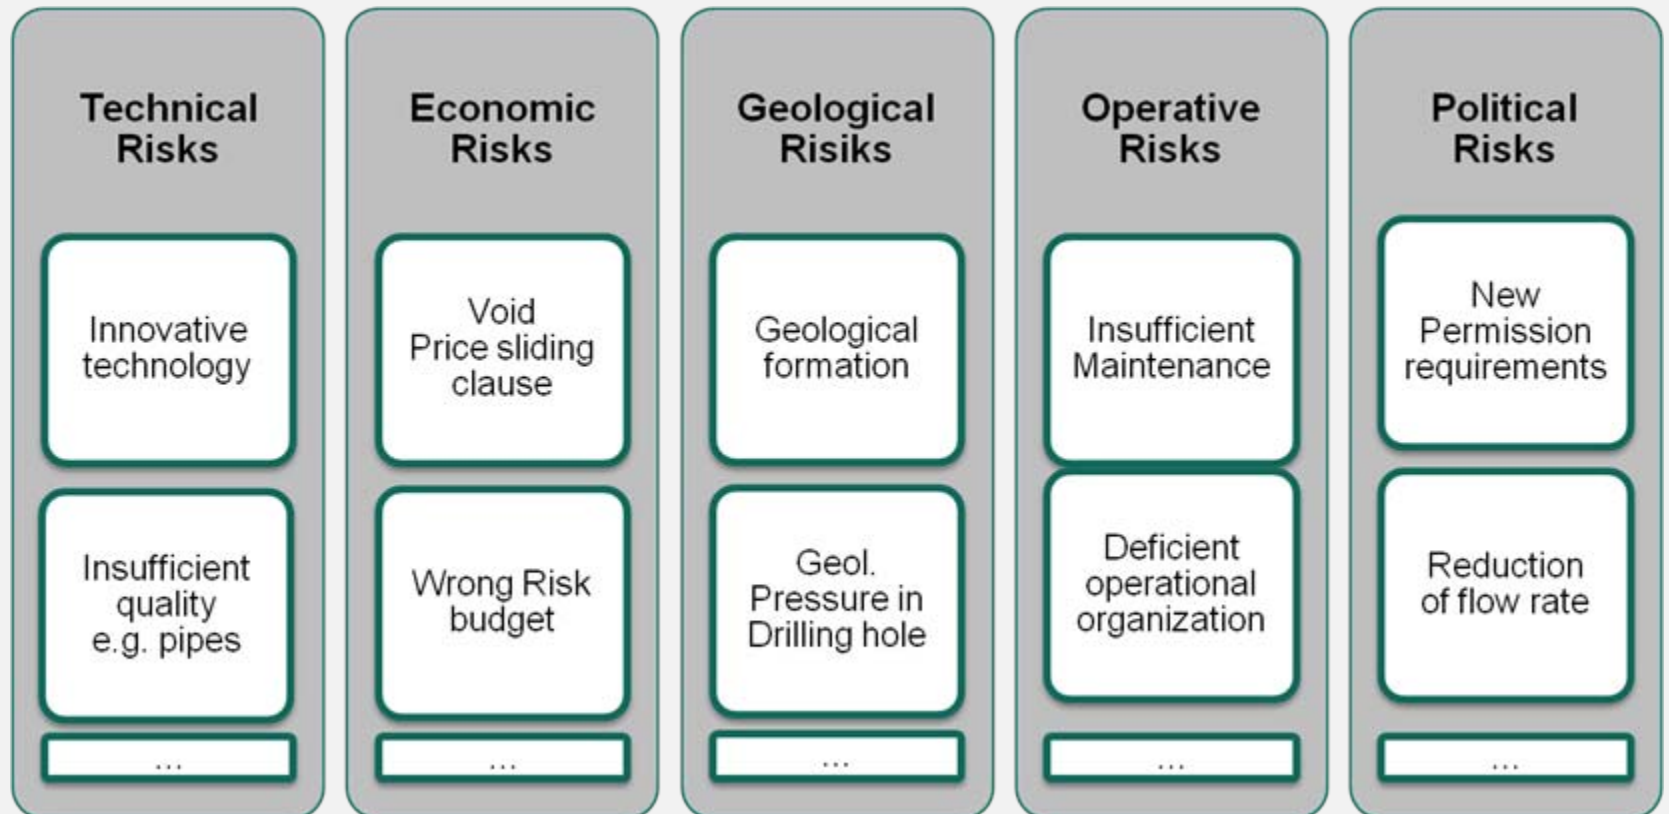 Technical
Risks
Innovative
technology
Insufficient
quality
e.g. pipes
...
Economic
Risks
Void
Price sliding
clause
Wrong Risk
budget
...
Geological
Risiks
Geological
formation
Geol.
Pressure in
Drilling hole
...
Operative
Risks
Insufficient
Maintenance
Deficient
operational
organization
...
Political
Risks
New
Permission
requirements
Reduction
of flow rate
...